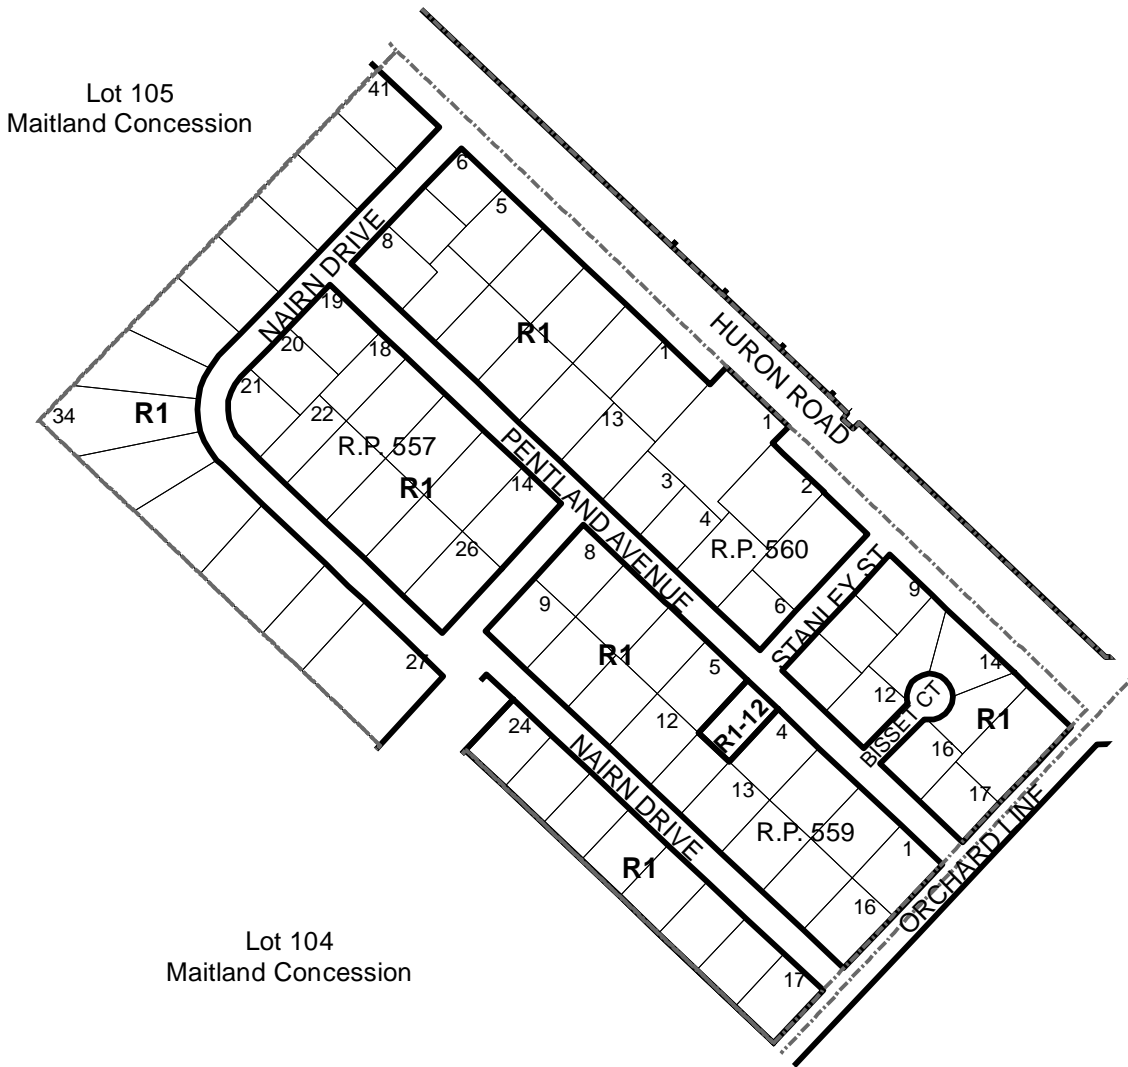 Lot 105
Maitland Concession
41
6
5
8
NAIRN DRIVE
19
20
18
21
22
R1
1
HURON ROAD
34
R1
R.P. 557
R1
14
26
13
1
PENTLAND AVENUE
3
4
2
R.P. 560
6
STANLEY ST
8
9
R1
5
9
14
12
BISSET CT
R1
16
17
27
24
12
R1-12
4
13
R.P. 559
1
16
NAIRN DRIVE
R1
17
ORCHARD LINE
Lot 104
Maitland Concession